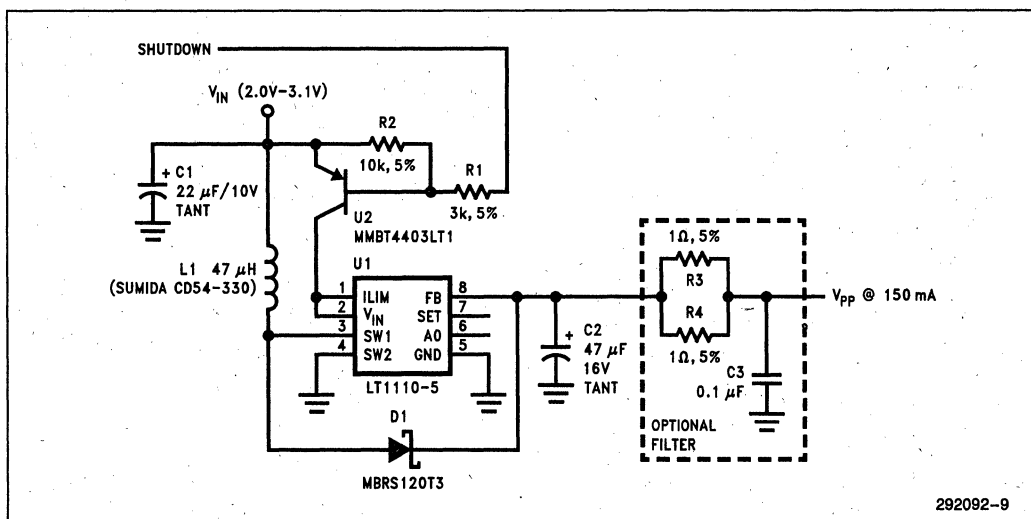 SHUTDOWN
VIN (2.0V–3.1V)
R2
10k, 5%
R1
3k, 5%
+ C1
22 µF/10V
TANT
U2
MMBT4403LT1
L1 47 µH
(SUMIDA CD54-330)
U1
1 ILIM FB 8
2 VIN SET 7
3 SW1 A0 6
4 SW2 GND 5
LT1110-5
D1
MBRS120T3
+ C2
47 µF
16V
TANT
1Ω, 5%
R3
R4
1Ω, 5%
C3
0.1 µF
OPTIONAL
FILTER
VPP @ 150 mA
292092–9